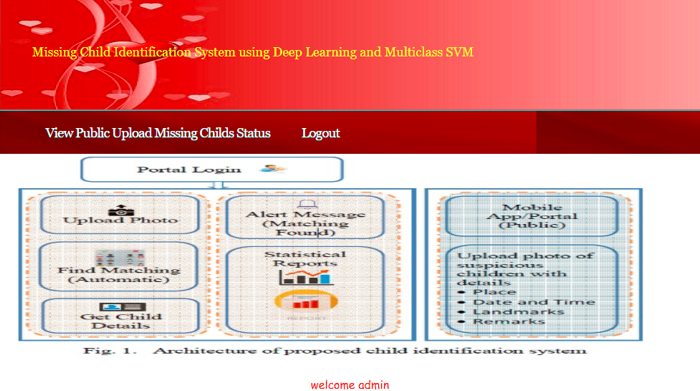 Missing Child Identification System using Deep Learning and Multiclass SVM
View Public Upload Missing Childs Status
Logout
Portal Login
Upload Photo
Find Matching
(Automatic)
Get Child
Details
Alert Message
(Matching
Found)
Statistical
Reports
Mobile
App/Portal
(Public)
Upload photo of
suspicious
children with
details
• Place
• Date and Time
• Landmarks
• Remarks
Fig. 1. Architecture of proposed child identification system
welcome admin